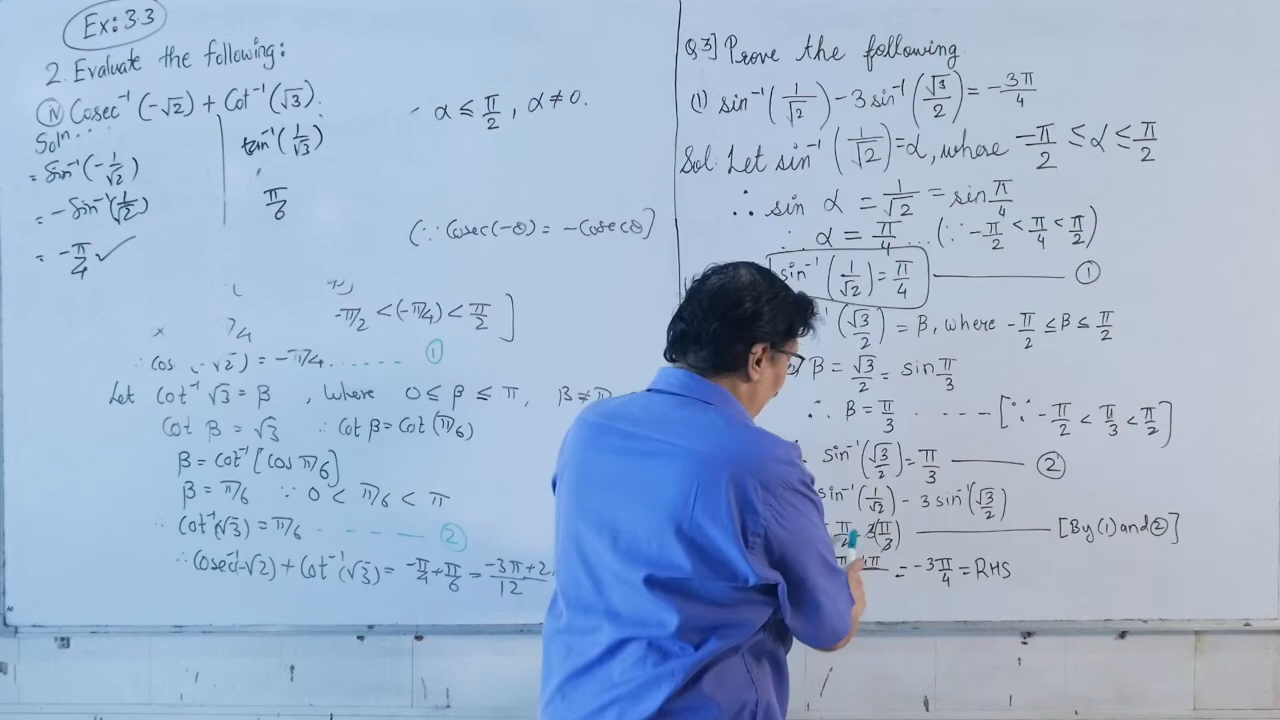 Ex: 3.3
2. Evaluate the following:
(iv) Cosec⁻¹(-√2) + Cot⁻¹(√3).
Solⁿ.
= Sin⁻¹(-1/√2)
= -Sin⁻¹(1/√2)
= -π/4 ✓
tan⁻¹(1/√3)
π/6
α ≤ π/2, α ≠ 0.
(∵ Cosec(-θ) = -Cosecθ]
-π/2 < (-π/4) < π/2 ]
∴ cos √2) = -π/4 ...... ①
Let Cot⁻¹ √3 = β, where 0 ≤ β ≤ π, β ≠ π
Cot β = √3 ∴ Cot β = Cot (π/6)
β = Cot⁻¹ [cos π/6]
β = π/6 ∵ 0 < π/6 < π
∴ Cot⁻¹(√3) = π/6 - - - - - ②
∴ Cosec⁻¹(-√2) + Cot⁻¹(√3) = -π/4 + π/6 = -3π+2/12
Q.3] Prove the following
(1) sin⁻¹(1/√2) - 3 sin⁻¹(√3/2) = -3π/4
Sol: Let sin⁻¹(1/√2) = α, where -π/2 ≤ α ≤ π/2
∴ sin α = 1/√2 = sin π/4
∴ α = π/4 ... (∵ -π/2 < π/4 < π/2)
sin⁻¹(1/√2) = π/4 ——— ①
(√3/2) = β, where -π/2 ≤ β ≤ π/2
β = √3/2 = sin π/3
∴ β = π/3 . - - - - [∵ -π/2 < π/3 < π/2]
sin⁻¹(√3/2) = π/3 ——— ②
sin⁻¹(1/√2) - 3 sin⁻¹(√3/2)
3(π/3) ——— [By (1) and ②]
= -3π/4 = RHS